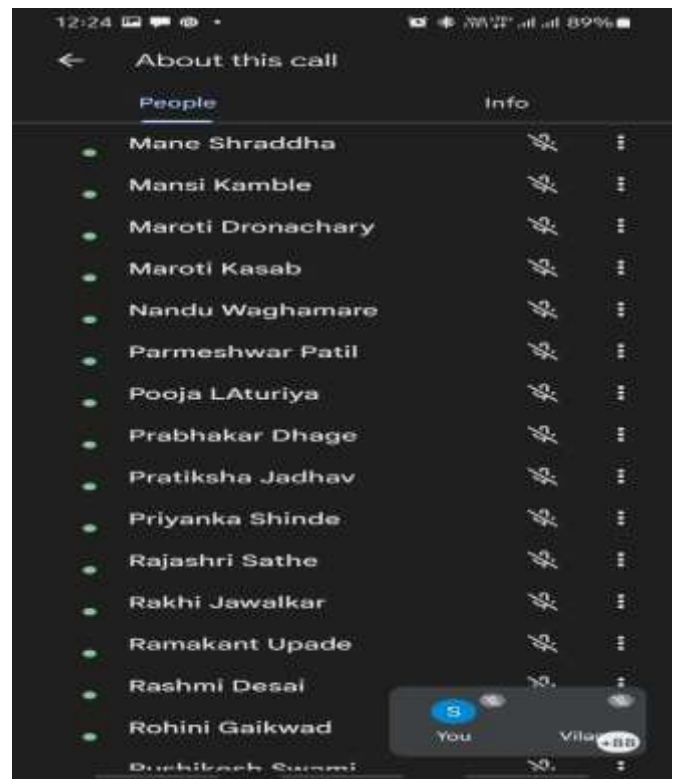 12:24 89%
About this call
People Info
Mane Shraddha
Mansi Kamble
Maroti Dronachary
Maroti Kasab
Nandu Waghamare
Parmeshwar Patil
Pooja LAturiya
Prabhakar Dhage
Pratiksha Jadhav
Priyanka Shinde
Rajashri Sathe
Rakhi Jawalkar
Ramakant Upade
Rashmi Desai
S
Rohini Gaikwad
You +88